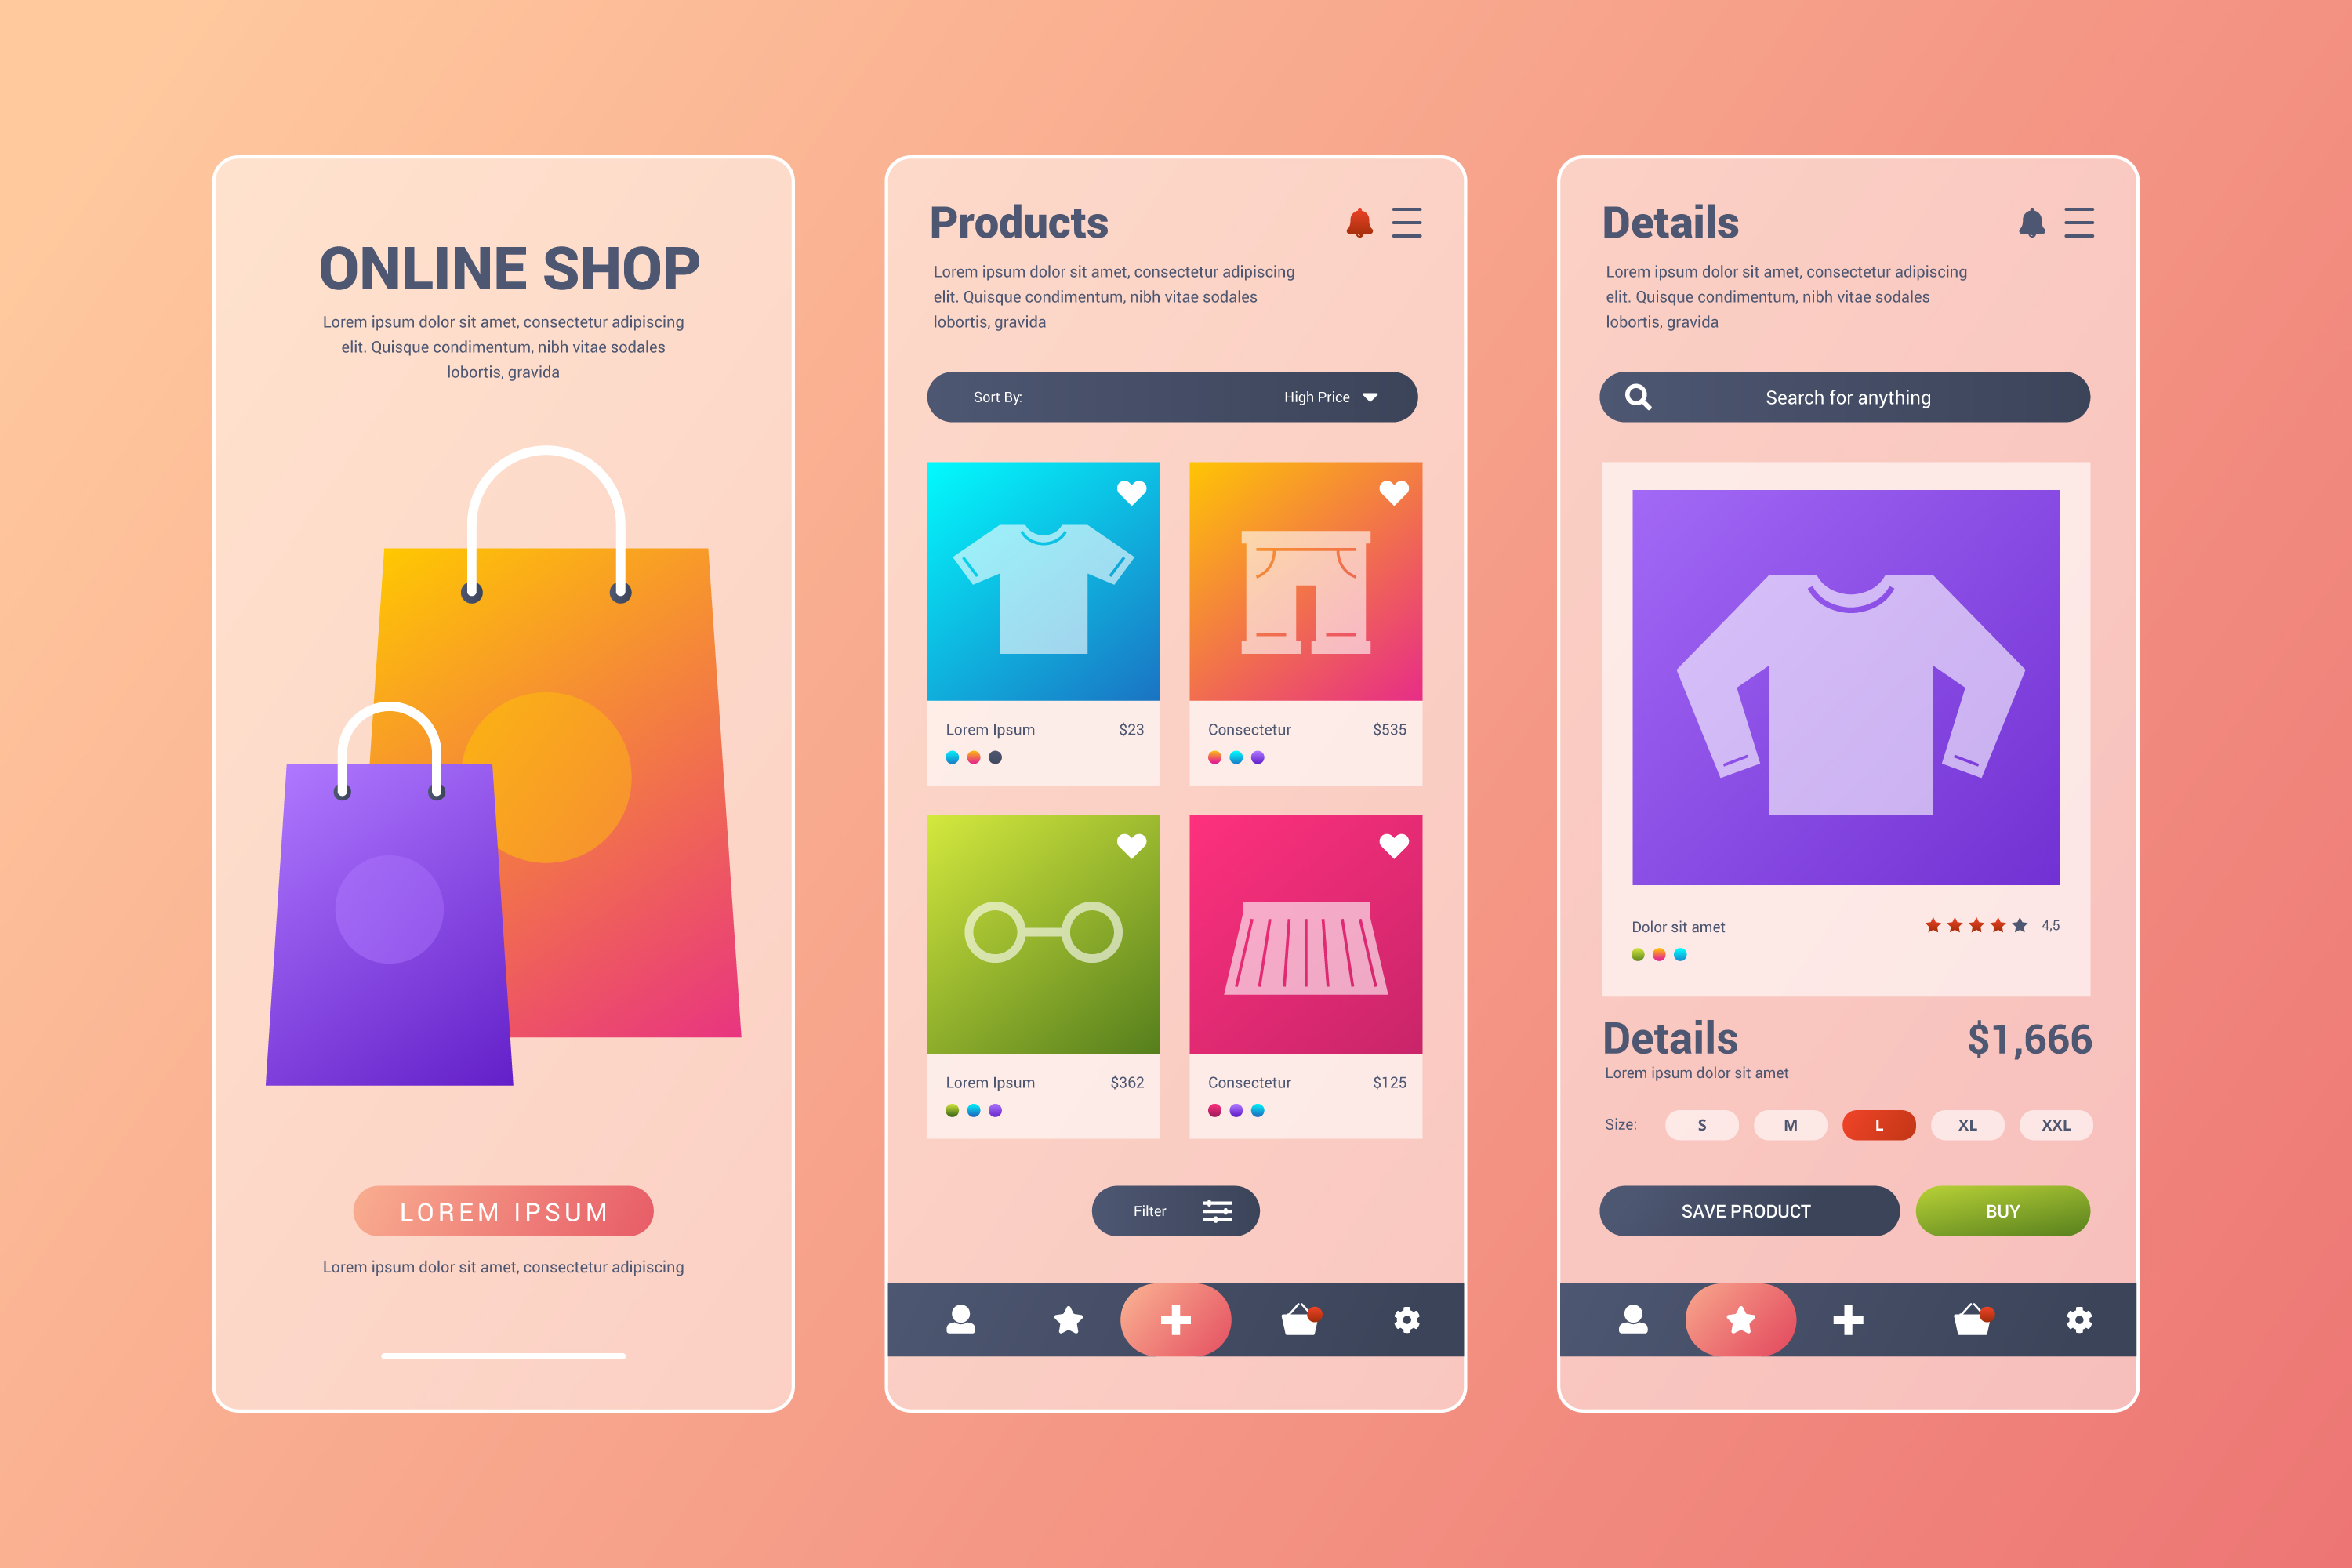 ONLINE SHOP
Lorem ipsum dolor sit amet, consectetur adipiscing
elit. Quisque condimentum, nibh vitae sodales
lobortis, gravida
LOREM IPSUM
Lorem ipsum dolor sit amet, consectetur adipiscing
Products
Lorem ipsum dolor sit amet, consectetur adipiscing
elit. Quisque condimentum, nibh vitae sodales
lobortis, gravida
Sort By: High Price
Lorem Ipsum $23
Consectetur $535
Lorem Ipsum $362
Consectetur $125
Filter
Details
Lorem ipsum dolor sit amet, consectetur adipiscing
elit. Quisque condimentum, nibh vitae sodales
lobortis, gravida
Search for anything
Dolor sit amet 4,5
Details $1,666
Lorem ipsum dolor sit amet
Size: S M L XL XXL
SAVE PRODUCT BUY